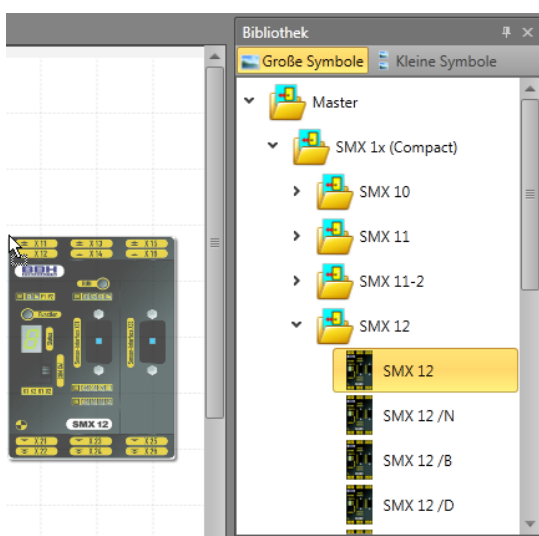 Bibliothek
Große Symbole Kleine Symbole
Master
SMX 1x (Compact)
SMX 10
SMX 11
SMX 11-2
SMX 12
SMX 12
SMX 12 /N
SMX 12 /B
SMX 12 /D
X 11 X 13 X 15
X 12 X 14 X 16
BBH
Status
SMX 12
X 21 X 23 X 25
X 22 X 24 X 26